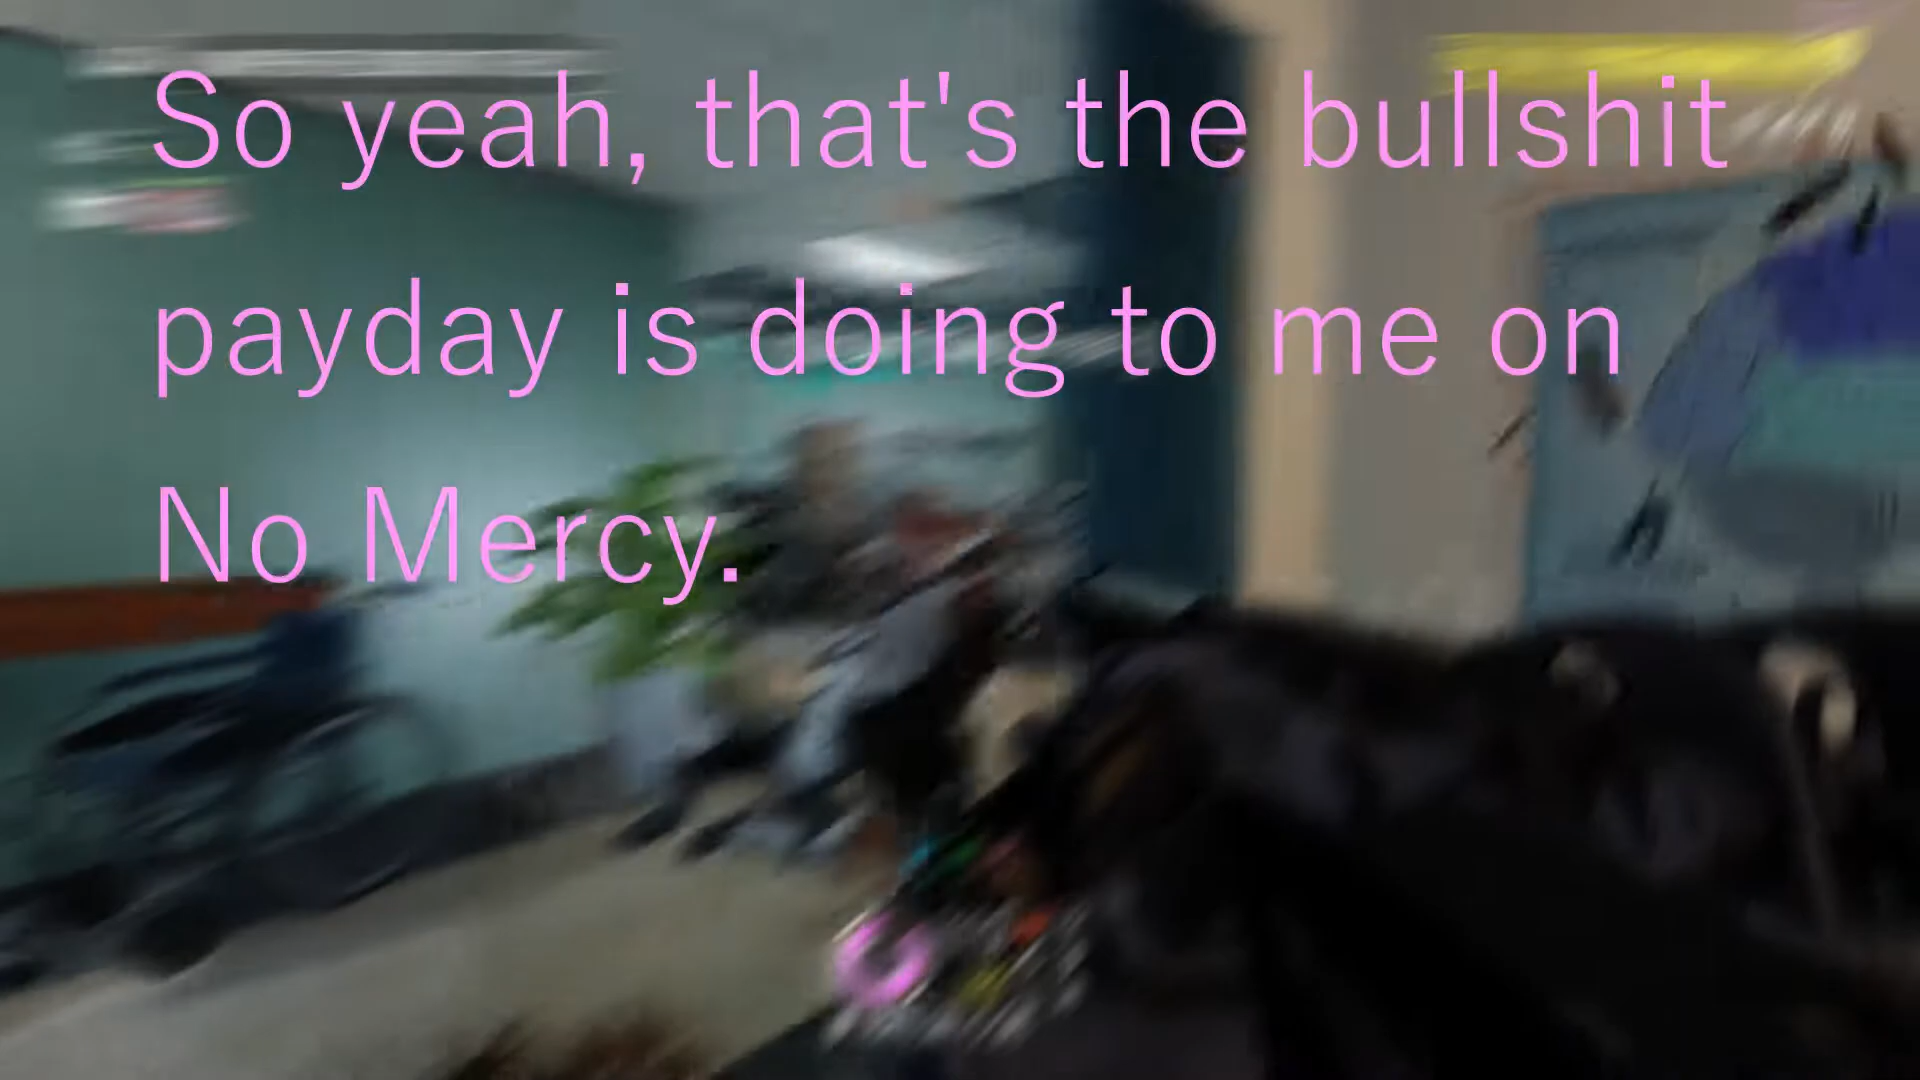 So yeah, that's the bullshit
payday is doing to me on
No Mercy.